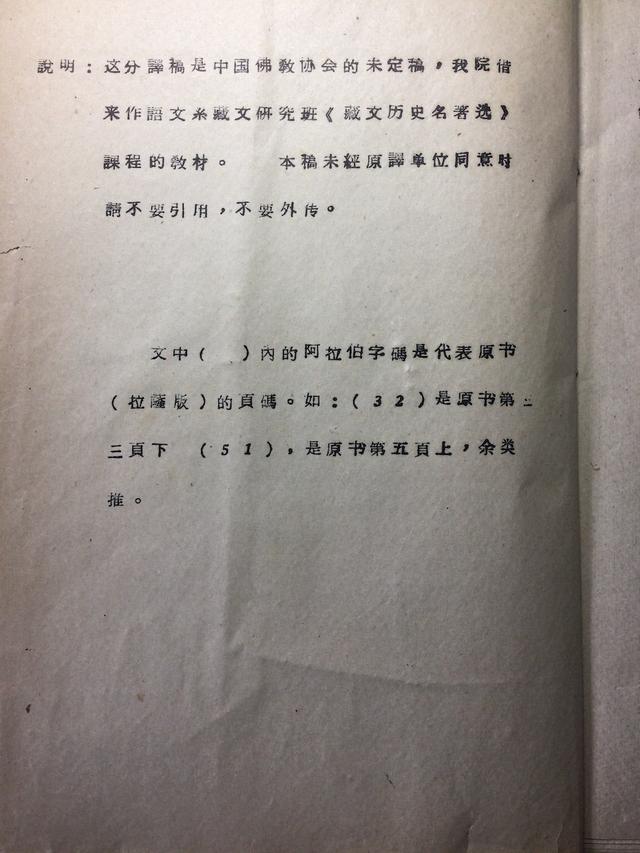 說明：这分譯稿是中国佛教协会的未定稿，我院借
来作語文系藏文研究班《藏文历史名著选》
課程的教材。　本稿未經原譯单位同意时
請不要引用，不要外传。
文中（　）內的阿拉伯字碼是代表原书
（拉薩版）的頁碼。如：（32）是原书第
三頁下　（51），是原书第五頁上，余类
推。